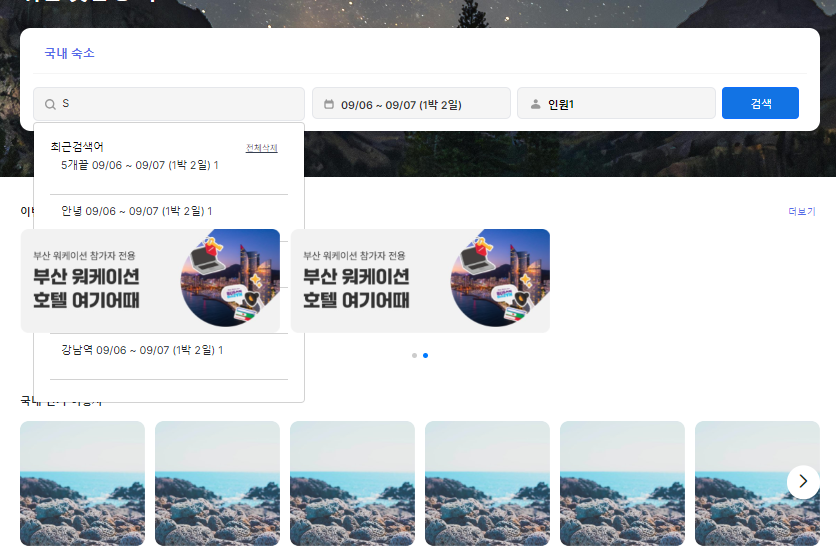 국내 숙소
S
09/06 ~ 09/07 (1박 2일)
인원1
검색
최근검색어
전체삭제
5개끝 09/06 ~ 09/07 (1박 2일) 1
안녕 09/06 ~ 09/07 (1박 2일) 1
더보기
부산 워케이션 참가자 전용
부산 워케이션
호텔 여기어때
부산 워케이션 참가자 전용
부산 워케이션
호텔 여기어때
강남역 09/06 ~ 09/07 (1박 2일) 1
국내